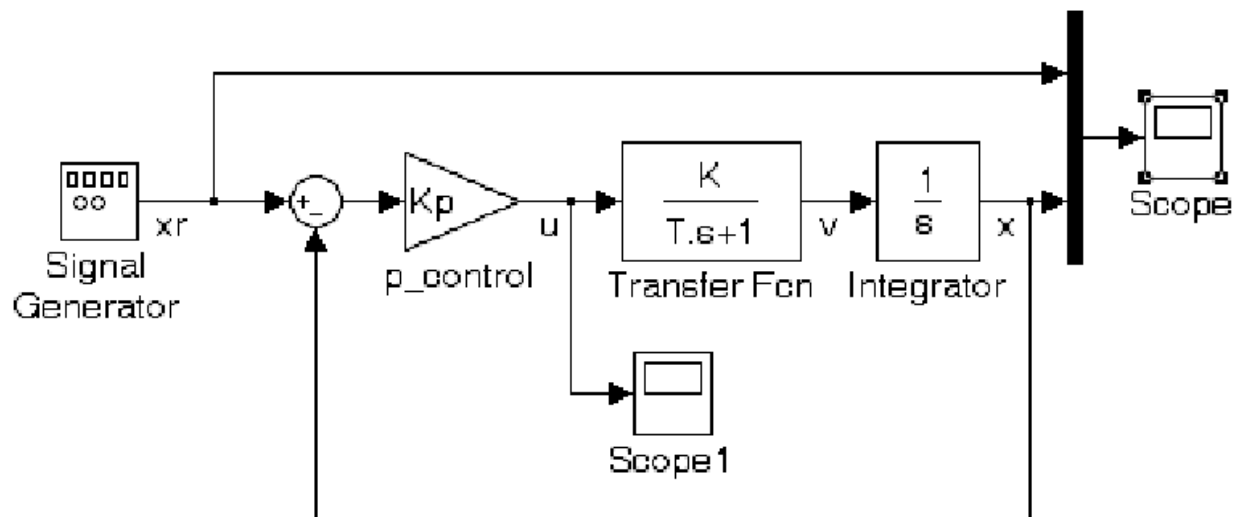 Scope
+
−
Kp
K
T.s+1
1
s
xr
u
v
x
Signal
Generator
p_control
Transfer Fcn
Integrator
Scope1